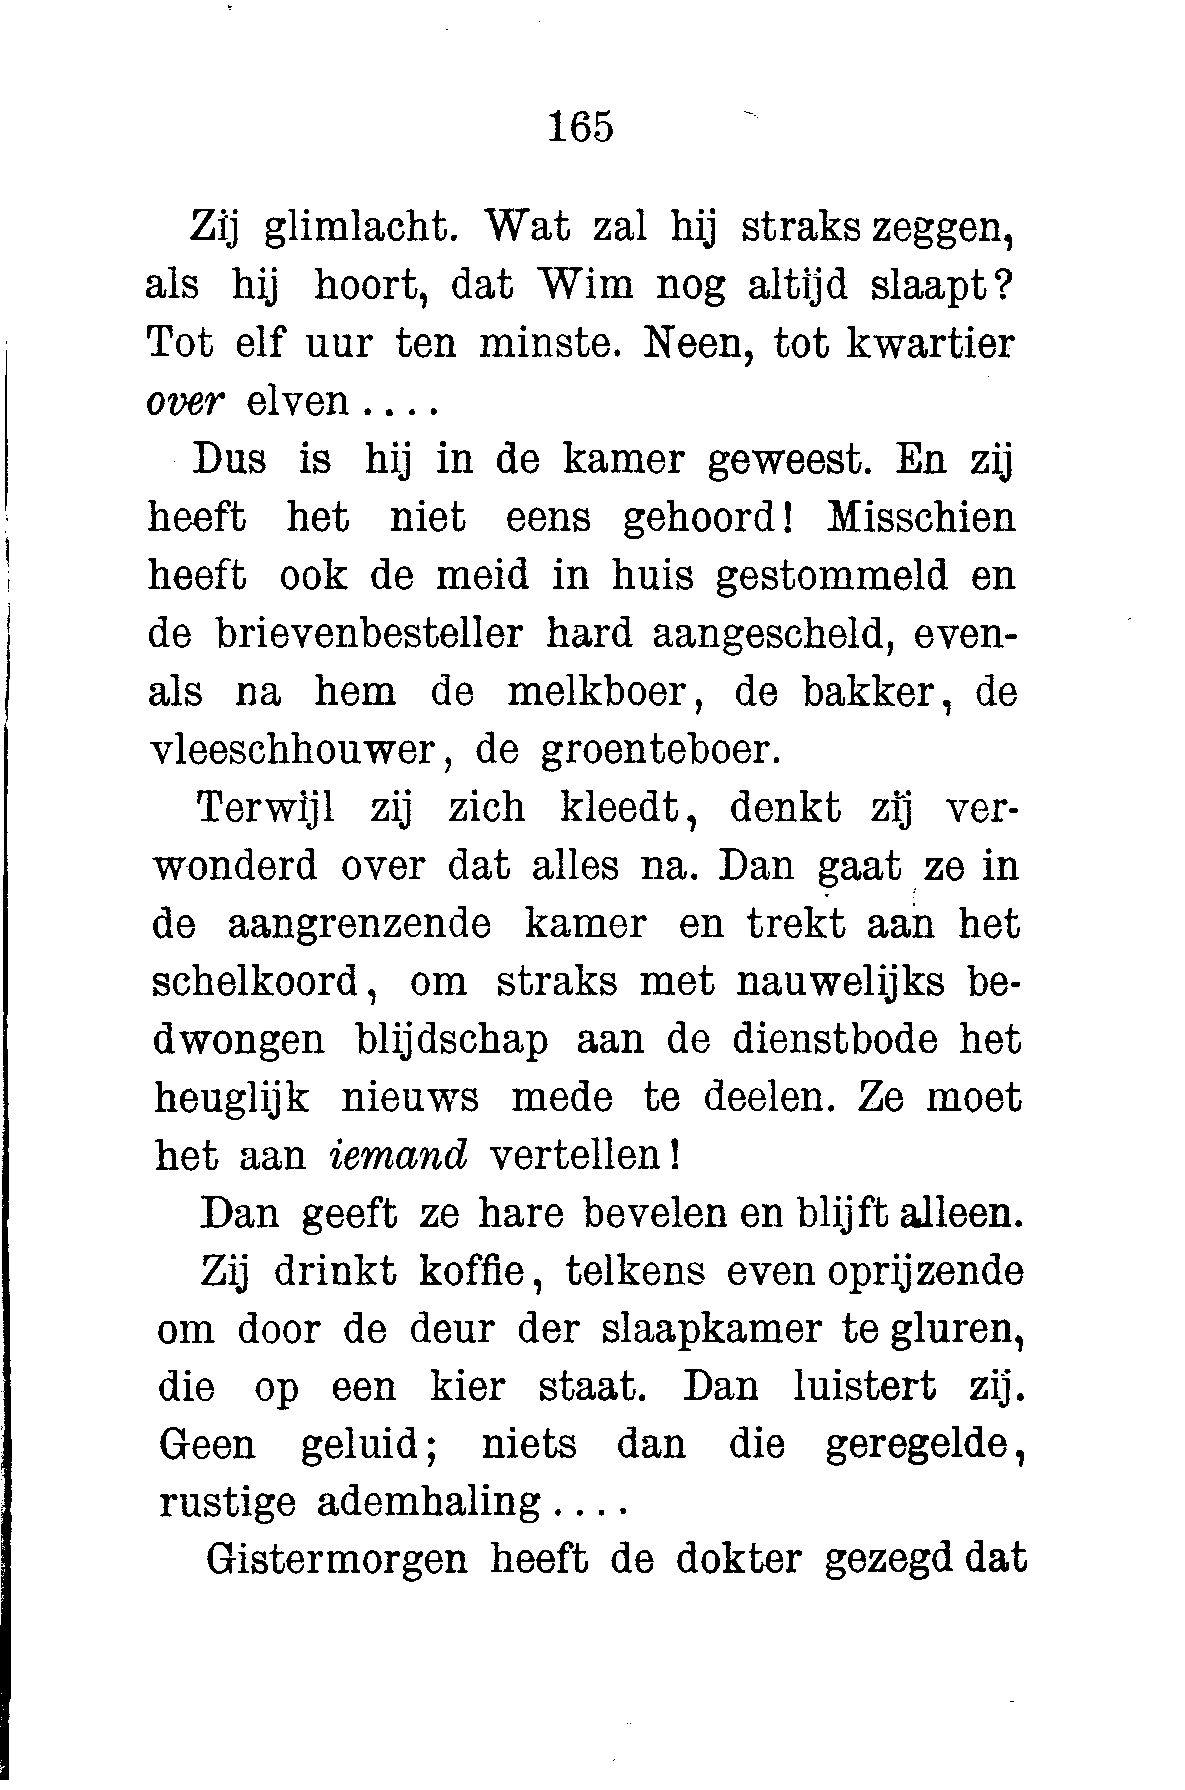 165
Zij glimlacht. Wat zal hij straks zeggen,
als hij hoort, dat Wim nog altijd slaapt?
Tot elf uur ten minste. Neen, tot kwartier
over elven . . . .
Dus is hij in de kamer geweest. En zij
heeft het niet eens gehoord! Misschien
heeft ook de meid in huis gestommeld en
de brievenbesteller hard aangescheld, even-
als na hem de melkboer, de bakker, de
vleeschhouwer, de groenteboer.
Terwijl zij zich kleedt, denkt zij ver-
wonderd over dat alles na. Dan gaat ze in
de aangrenzende kamer en trekt aan het
schelkoord, om straks met nauwelijks be-
dwongen blijdschap aan de dienstbode het
heuglijk nieuws mede te deelen. Ze moet
het aan iemand vertellen!
Dan geeft ze hare bevelen en blijft alleen.
Zij drinkt koffie, telkens even oprijzende
om door de deur der slaapkamer te gluren,
die op een kier staat. Dan luistert zij.
Geen geluid; niets dan die geregelde,
rustige ademhaling . . . .
Gistermorgen heeft de dokter gezegd dat